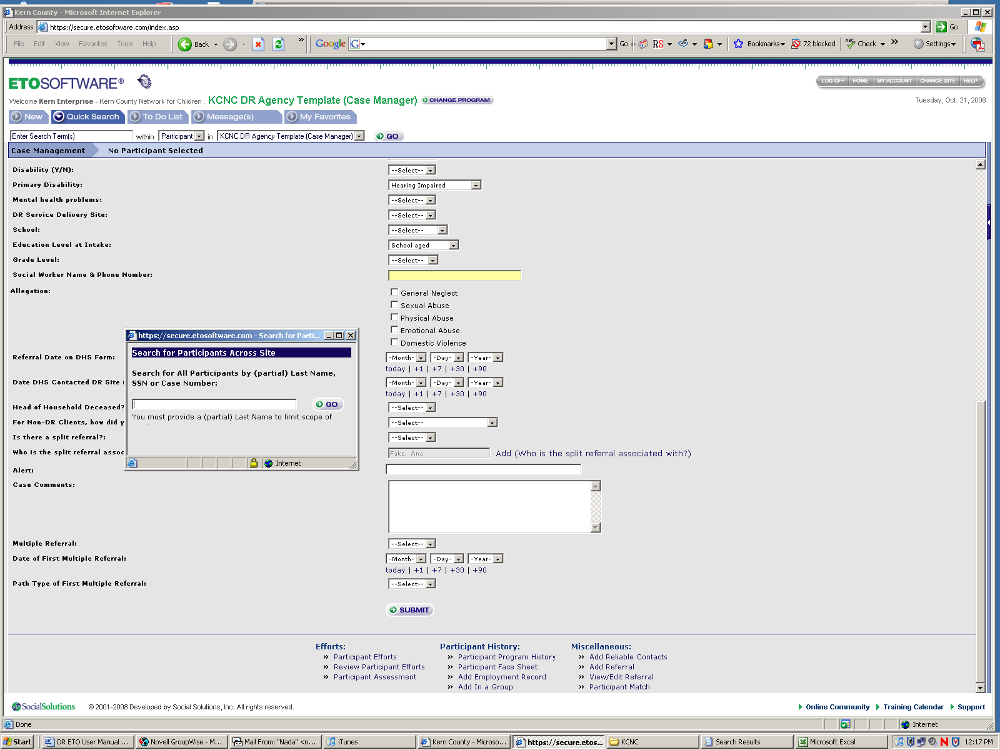 Kern County - Microsoft Internet Explorer
Address https://secure.etosoftware.com/index.asp Go
File Edit View Favorites Tools Help Back » Google G Go RS Bookmarks 72 blocked ABC Check » Settings
ETOSOFTWARE®
LOG OFF HOME MY ACCOUNT CHANGE SITE HELP
Welcome Kern Enterprise - Kern County Network for Children : KCNC DR Agency Template (Case Manager) CHANGE PROGRAM Tuesday, Oct. 21, 2008
New Quick Search To Do List Message(s) My Favorites
Enter Search Term(s) within Participant in KCNC DR Agency Template (Case Manager) GO
Case Management No Participant Selected
Disability (Y/N): --Select--
Primary Disability: Hearing Impaired
Mental health problems: --Select--
DR Service Delivery Site: --Select--
School: --Select--
Education Level at Intake: School aged
Grade Level: --Select--
Social Worker Name & Phone Number:
Allegation:
General Neglect
Sexual Abuse
Physical Abuse
Emotional Abuse
Domestic Violence
Referral Date on DHS Form: -Month- -Day- -Year-
today | +1 | +7 | +30 | +90
Date DHS Contacted DR Site -Month- -Day- -Year-
today | +1 | +7 | +30 | +90
Head of Household Deceased? --Select--
For Non-DR Clients, how did y --Select--
Is there a split referral?: --Select--
Who is the split referral assoc Fake, Ana Add (Who is the split referral associated with?)
Alert:
Case Comments:
Multiple Referral: --Select--
Date of First Multiple Referral: -Month- -Day- -Year-
today | +1 | +7 | +30 | +90
Path Type of First Multiple Referral: --Select--
SUBMIT
https://secure.etosoftware.com - Search for Parti...
Search for Participants Across Site
Search for All Participants by (partial) Last Name,
SSN or Case Number:
GO
You must provide a (partial) Last Name to limit scope of
Internet
Efforts: Participant History: Miscellaneous:
» Participant Efforts » Participant Program History » Add Reliable Contacts
» Review Participant Efforts » Participant Face Sheet » Add Referral
» Participant Assessment » Add Employment Record » View/Edit Referral
» Add In a Group » Participant Match
SocialSolutions © 2001-2008 Developed by Social Solutions, Inc. All rights reserved. Online Community Training Calendar Support
Done Internet
Start DR ETO User Manual ... Novell GroupWise - M... Mail From: "Nada" <n... iTunes Kern County - Microso... https://secure.etos... KCNC Search Results Microsoft Excel 12:17 PM